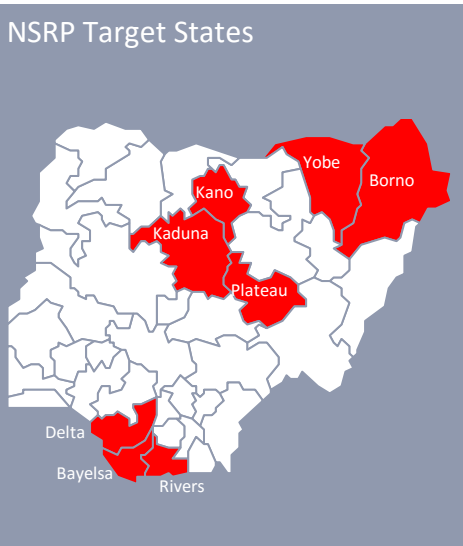 NSRP Target States
Yobe
Borno
Kano
Kaduna
Plateau
Delta
Bayelsa
Rivers